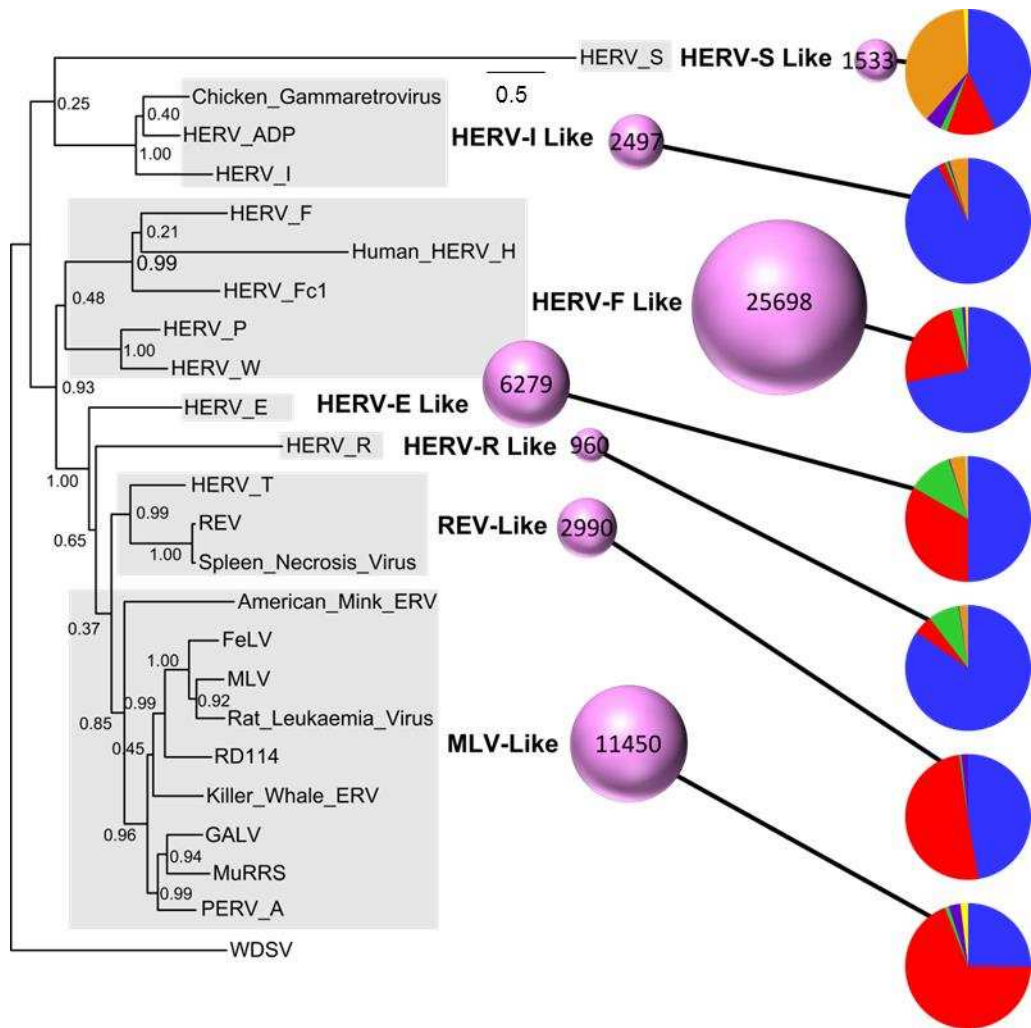 HERV_S
HERV-S Like
1533
0.5
0.25
Chicken_Gammaretrovirus
0.40
HERV_ADP
HERV-I Like
2497
1.00
HERV_I
HERV_F
0.21
Human_HERV_H
0.99
HERV_Fc1
0.48
HERV-F Like
25698
HERV_P
1.00
HERV_W
0.93
6279
HERV_E
HERV-E Like
HERV_R
HERV-R Like
960
1.00
HERV_T
0.99
REV
REV-Like
2990
0.65
1.00
Spleen_Necrosis_Virus
American_Mink_ERV
0.37
FeLV
1.00
MLV
0.99
0.92
0.85
Rat_Leukaemia_Virus
0.45
RD114
MLV-Like
11450
Killer_Whale_ERV
0.96
GALV
0.94
MuRRS
0.99
PERV_A
WDSV